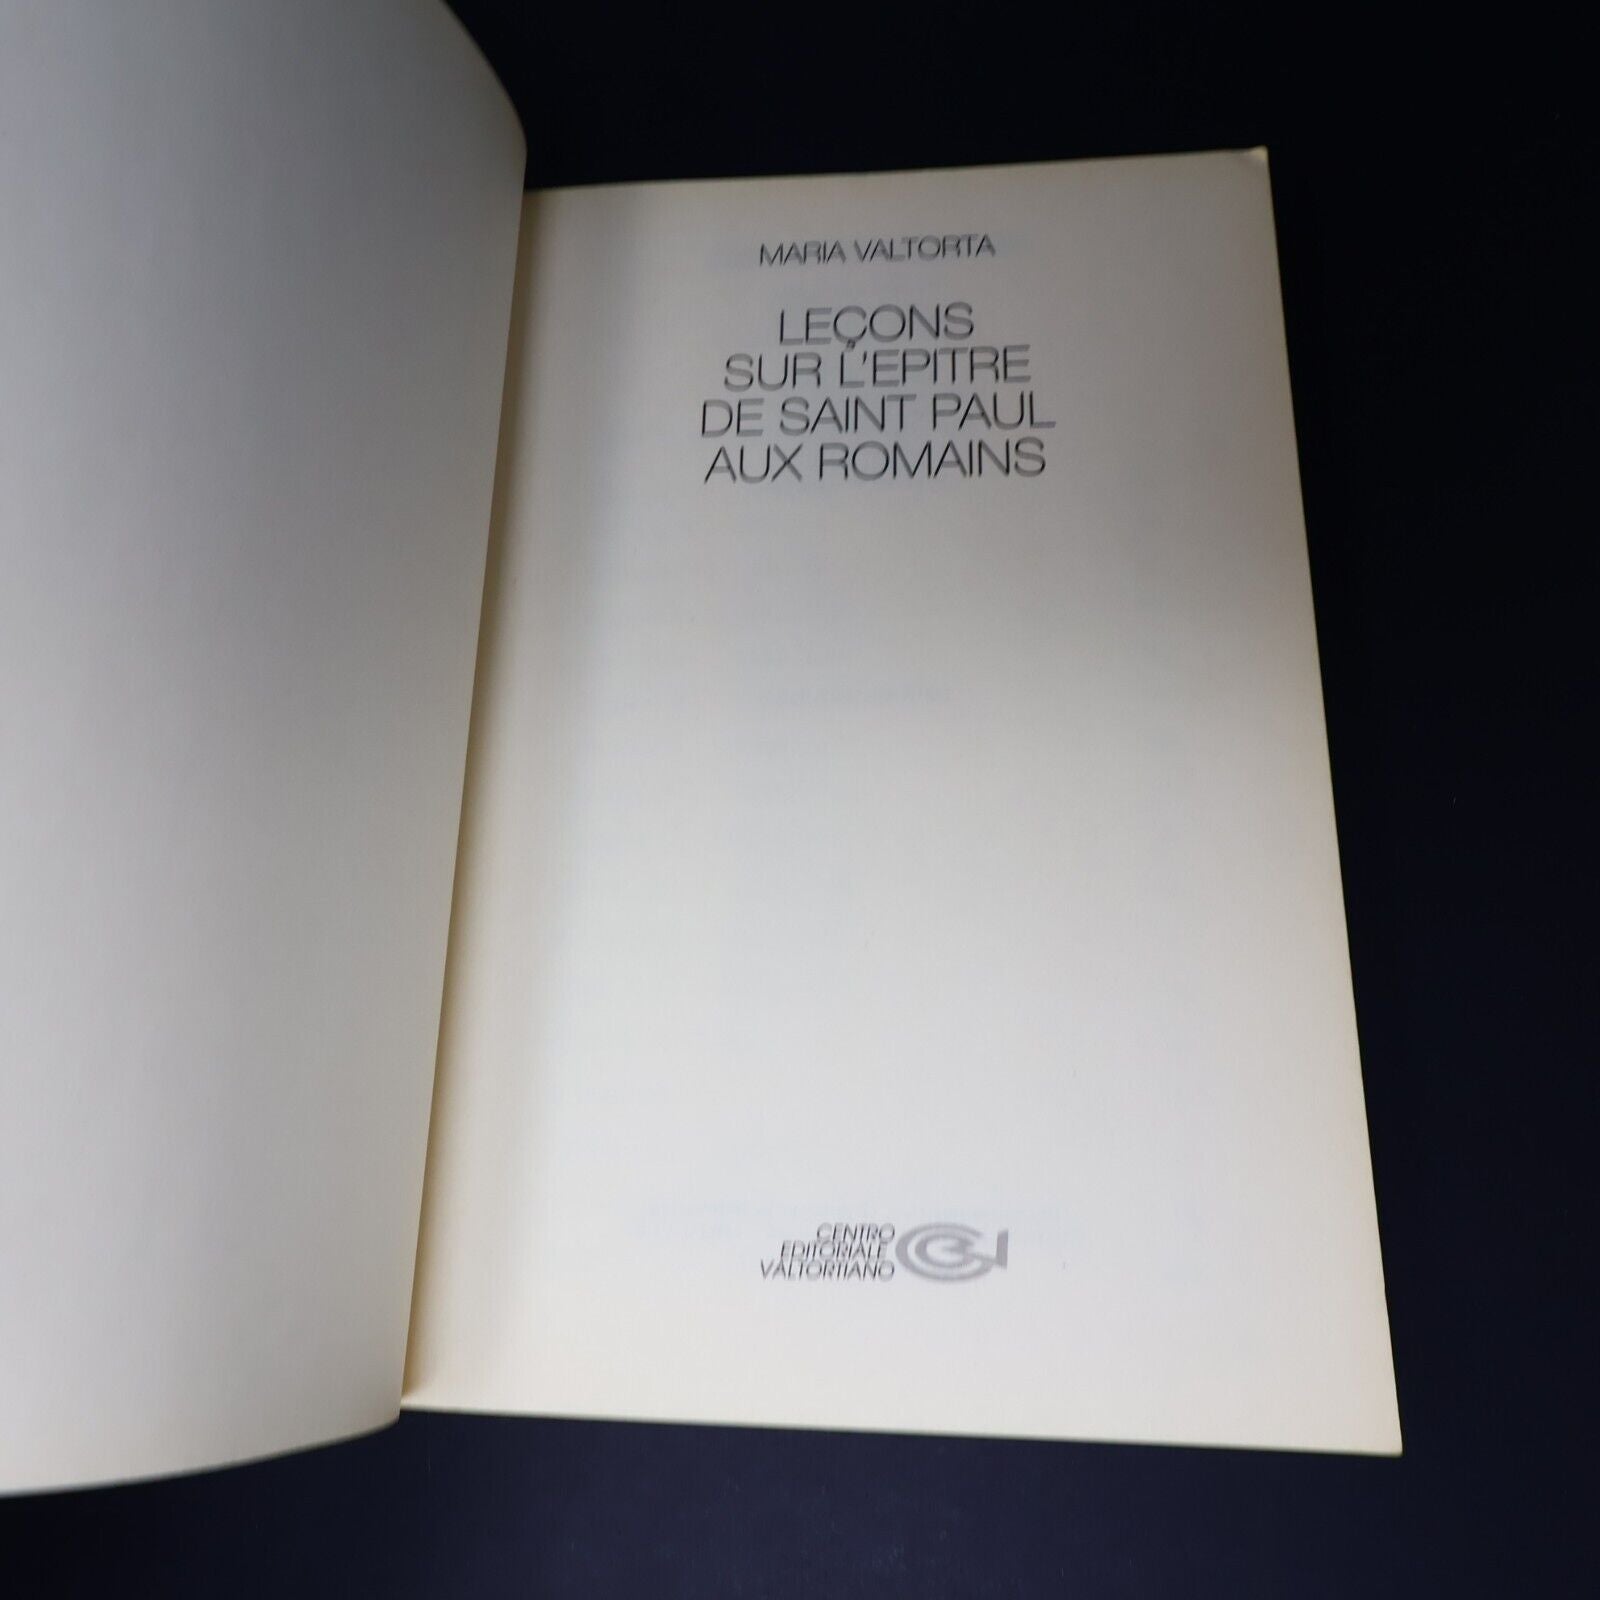 MARIA VALTORTA
LEÇONS
SUR L'EPITRE
DE SAINT PAUL
AUX ROMAINS
CENTRO
EDITORIALE
VALTORTIANO